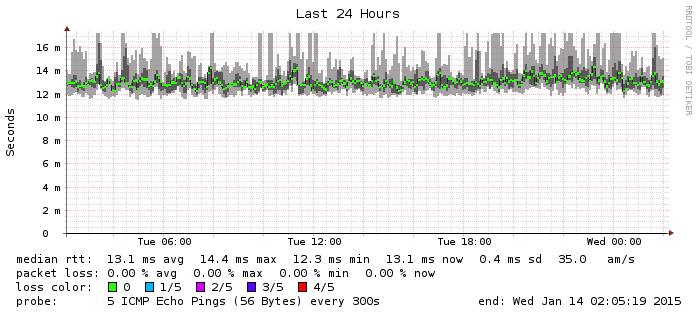 Last 24 Hours
RRDTOOL / TOBI OETIKER
Seconds
16 m
14 m
12 m
10 m
8 m
6 m
4 m
2 m
0
Tue 06:00 Tue 12:00 Tue 18:00 Wed 00:00
median rtt: 13.1 ms avg 14.4 ms max 12.3 ms min 13.1 ms now 0.4 ms sd 35.0 am/s
packet loss: 0.00 % avg 0.00 % max 0.00 % min 0.00 % now
loss color: 0 1/5 2/5 3/5 4/5
probe: 5 ICMP Echo Pings (56 Bytes) every 300s end: Wed Jan 14 02:05:19 2015